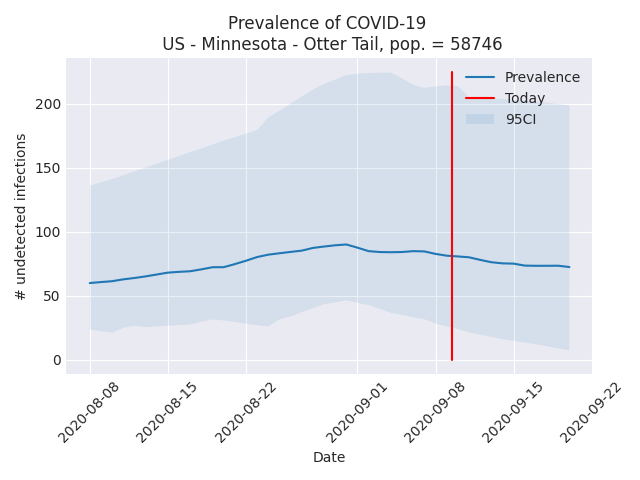 Prevalence of COVID-19
US - Minnesota - Otter Tail, pop. = 58746
Prevalence
Today
95CI
200
150
100
50
0
# undetected infections
2020-08-08
2020-08-15
2020-08-22
2020-09-01
2020-09-08
2020-09-15
2020-09-22
Date